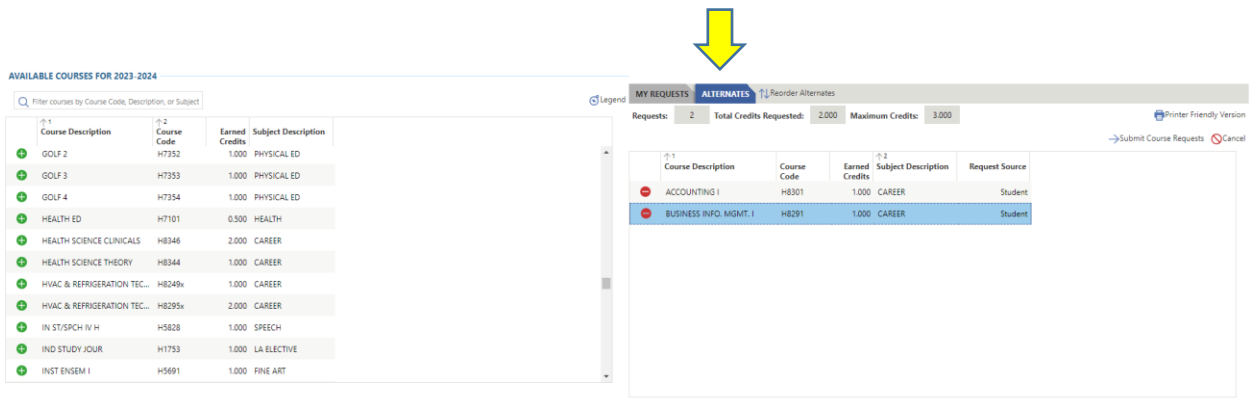 AVAILABLE COURSES FOR 2023-2024
Filter courses by Course Code, Description, or Subject
Legend
1 2
Course Description Course Code Earned Credits Subject Description
GOLF 2 H7352 1.000 PHYSICAL ED
GOLF 3 H7353 1.000 PHYSICAL ED
GOLF 4 H7354 1.000 PHYSICAL ED
HEALTH ED H7101 0.500 HEALTH
HEALTH SCIENCE CLINICALS H8346 2.000 CAREER
HEALTH SCIENCE THEORY H8344 1.000 CAREER
HVAC & REFRIGERATION TEC... H8249x 1.000 CAREER
HVAC & REFRIGERATION TEC... H8295x 2.000 CAREER
IN ST/SPCH IV H H5828 1.000 SPEECH
IND STUDY JOUR H1753 1.000 LA ELECTIVE
INST ENSEM I H5691 1.000 FINE ART
MY REQUESTS ALTERNATES Reorder Alternates
Requests: 2 Total Credits Requested: 2.000 Maximum Credits: 3.000 Printer Friendly Version
Submit Course Requests Cancel
1 2
Course Description Course Code Earned Credits Subject Description Request Source
ACCOUNTING I H8301 1.000 CAREER Student
BUSINESS INFO. MGMT. I H8291 1.000 CAREER Student